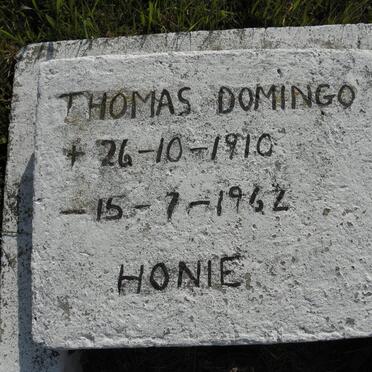 THOMAS DOMINGO
+ 26-10-1910
- 15-7-1962
HONIE